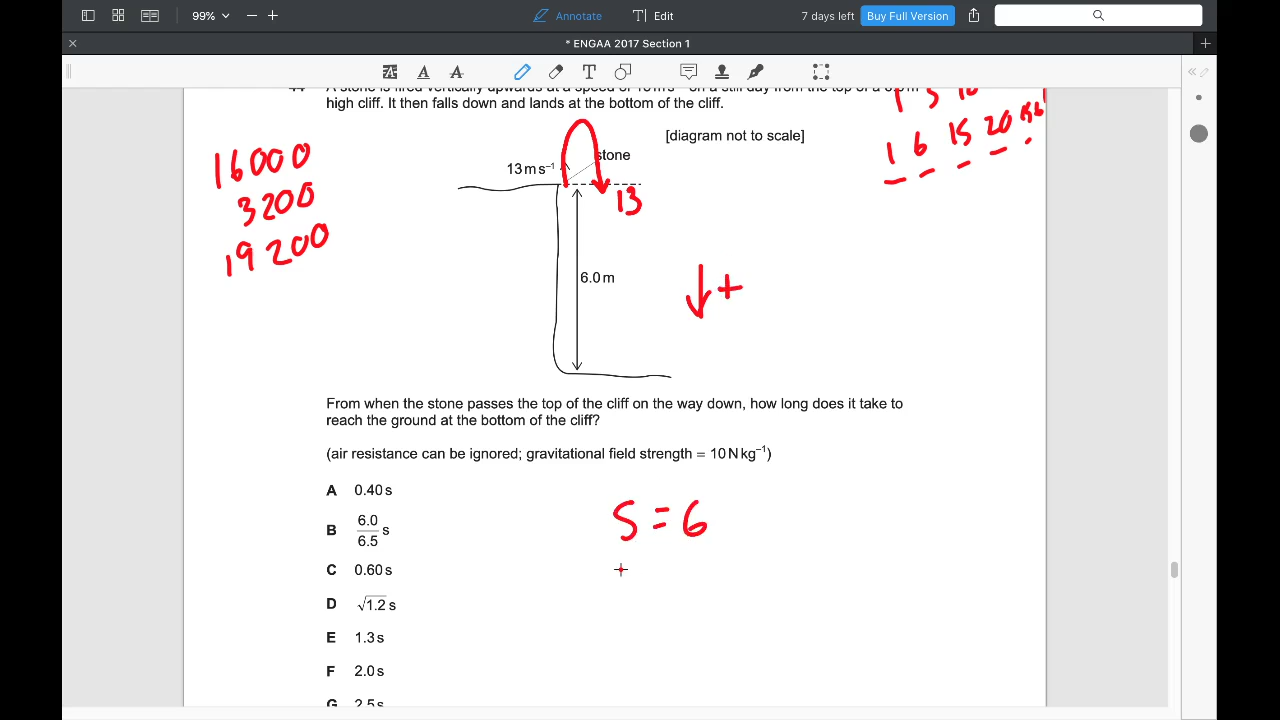 99% Annotate Edit 7 days left Buy Full Version
* ENGAA 2017 Section 1
high cliff. It then falls down and lands at the bottom of the cliff.
[diagram not to scale]
16000
3200
19200
1 6 15 20
stone
13 m s⁻¹
13
6.0 m
+
From when the stone passes the top of the cliff on the way down, how long does it take to
reach the ground at the bottom of the cliff?
(air resistance can be ignored; gravitational field strength = 10 N kg⁻¹)
A 0.40 s
B 6.0/6.5 s
C 0.60 s
D √1.2 s
E 1.3 s
F 2.0 s
G 2.5 s
S = 6